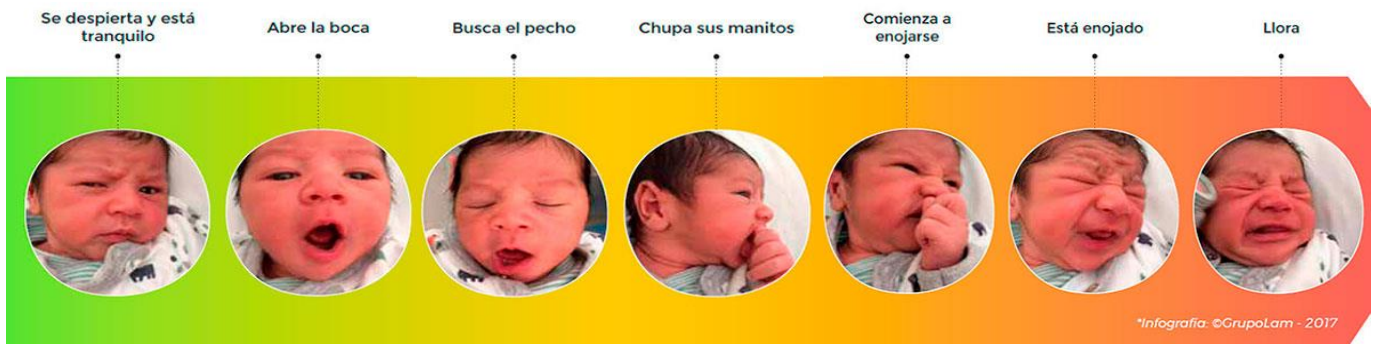 Se despierta y está
tranquilo
Abre la boca
Busca el pecho
Chupa sus manitos
Comienza a
enojarse
Está enojado
Llora
*Infografía: ©GrupoLam - 2017